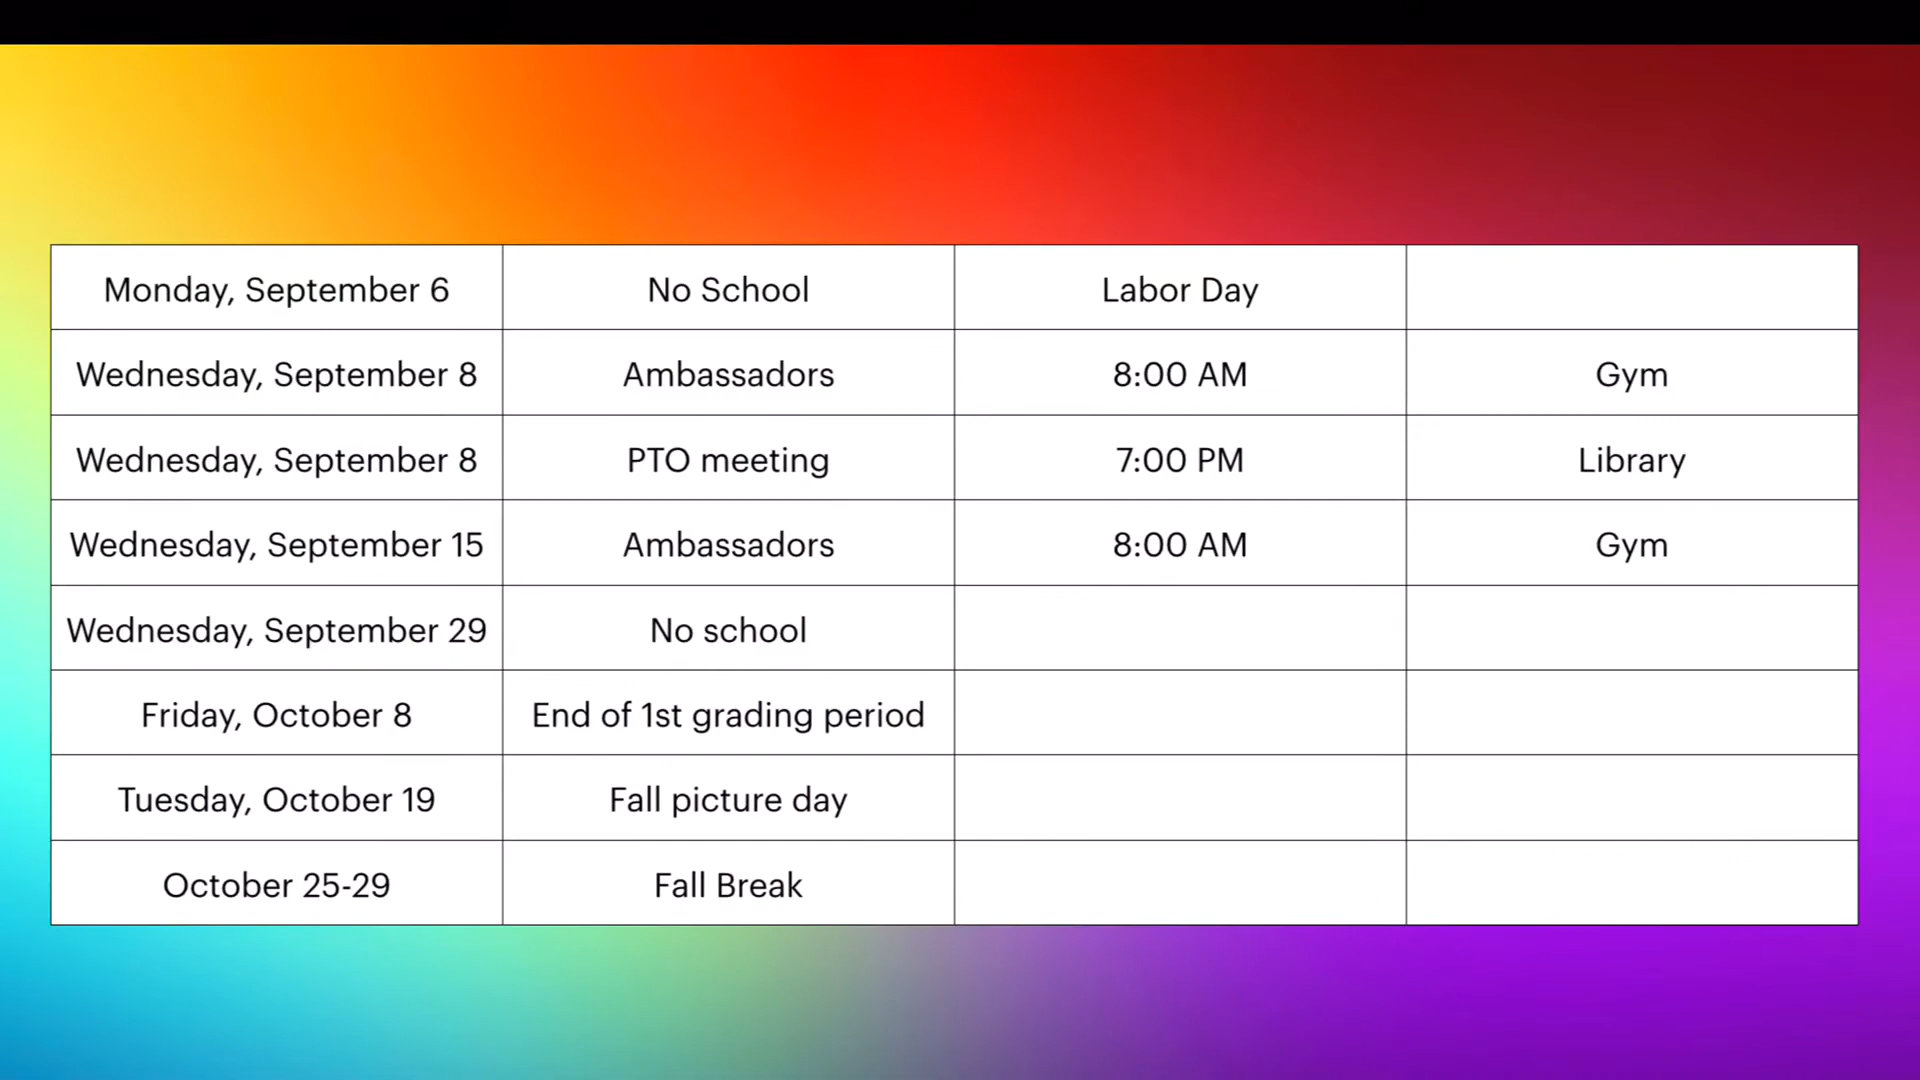 Monday, September 6 No School Labor Day
Wednesday, September 8 Ambassadors 8:00 AM Gym
Wednesday, September 8 PTO meeting 7:00 PM Library
Wednesday, September 15 Ambassadors 8:00 AM Gym
Wednesday, September 29 No school
Friday, October 8 End of 1st grading period
Tuesday, October 19 Fall picture day
October 25-29 Fall Break